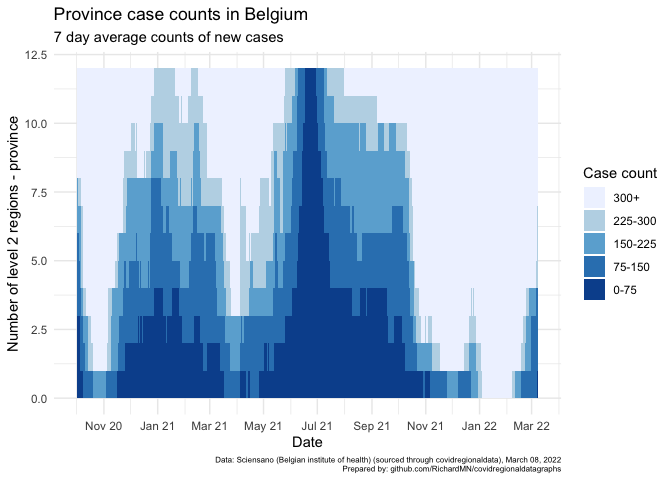 Province case counts in Belgium
7 day average counts of new cases
Number of level 2 regions - province
12.5
10.0
7.5
5.0
2.5
0.0
Nov 20
Jan 21
Mar 21
May 21
Jul 21
Sep 21
Nov 21
Jan 22
Mar 22
Date
Case count
300+
225-300
150-225
75-150
0-75
Data: Sciensano (Belgian institute of health) (sourced through covidregionaldata), March 08, 2022
Prepared by: github.com/RichardMN/covidregionaldatagraphs